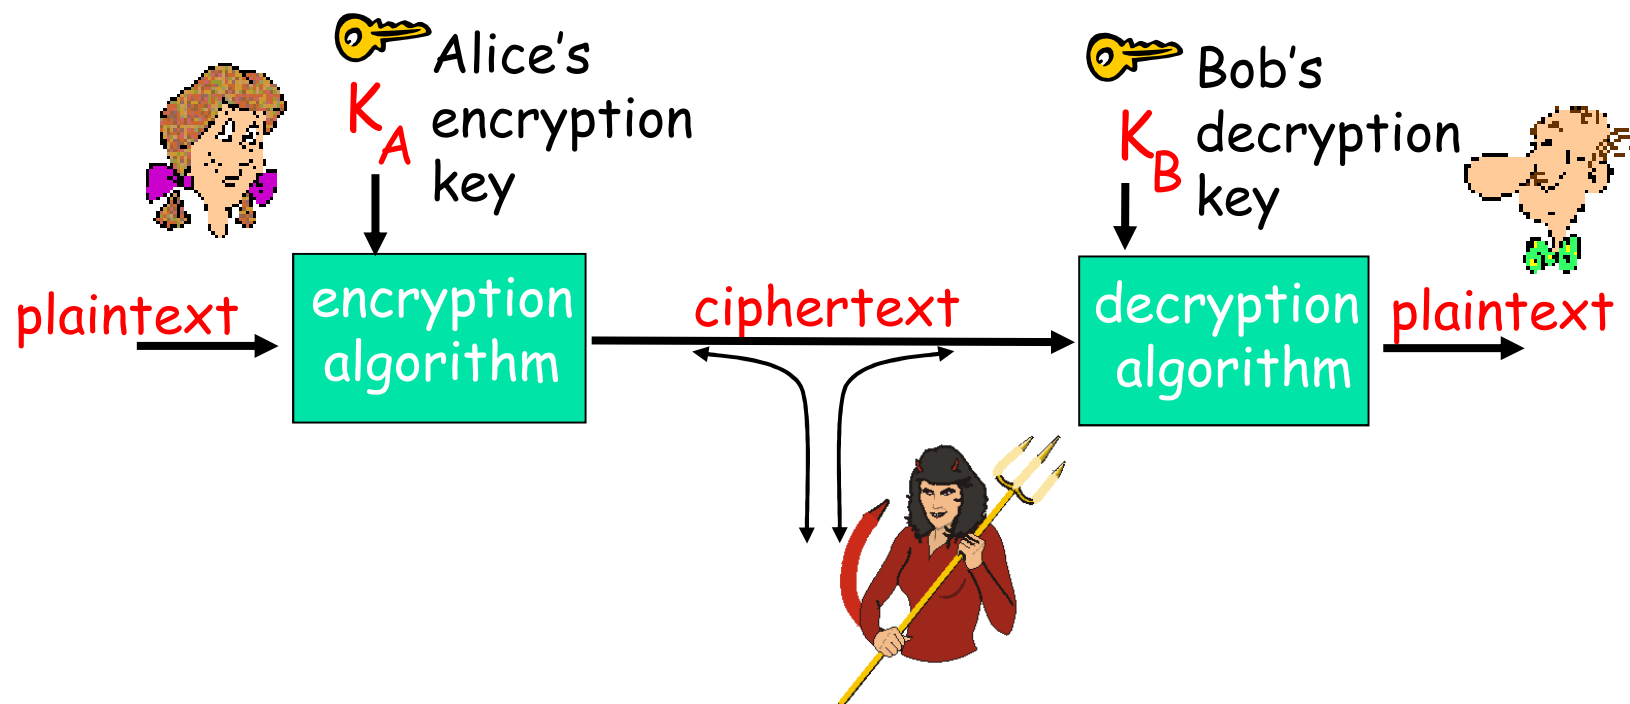 Alice's
encryption
key
K
A
Bob's
decryption
key
K
B
plaintext
encryption
algorithm
ciphertext
decryption
algorithm
plaintext